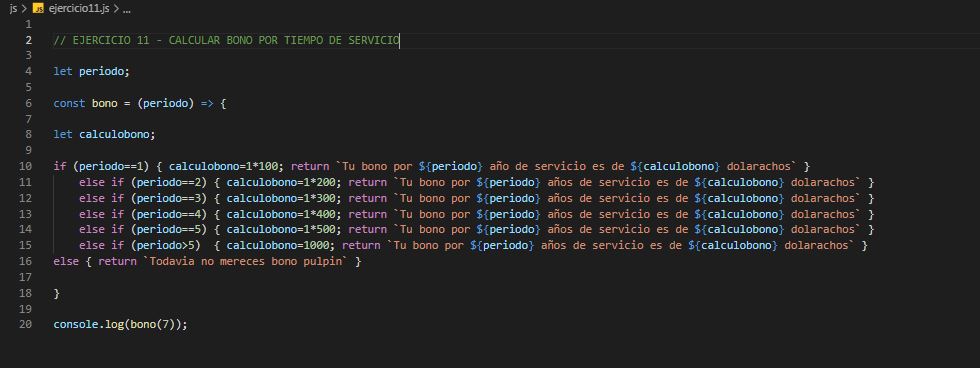 js > JS ejercicio11.js > ...
1
2 // EJERCICIO 11 - CALCULAR BONO POR TIEMPO DE SERVICIO
3
4 let periodo;
5
6 const bono = (periodo) => {
7
8 let calculobono;
9
10 if (periodo==1) { calculobono=1*100; return `Tu bono por ${periodo} año de servicio es de ${calculobono} dolarachos` }
11 else if (periodo==2) { calculobono=1*200; return `Tu bono por ${periodo} años de servicio es de ${calculobono} dolarachos` }
12 else if (periodo==3) { calculobono=1*300; return `Tu bono por ${periodo} años de servicio es de ${calculobono} dolarachos` }
13 else if (periodo==4) { calculobono=1*400; return `Tu bono por ${periodo} años de servicio es de ${calculobono} dolarachos` }
14 else if (periodo==5) { calculobono=1*500; return `Tu bono por ${periodo} años de servicio es de ${calculobono} dolarachos` }
15 else if (periodo>5)  { calculobono=1000; return `Tu bono por ${periodo} años de servicio es de ${calculobono} dolarachos` }
16 else { return `Todavia no mereces bono pulpin` }
17
18 }
19
20 console.log(bono(7));